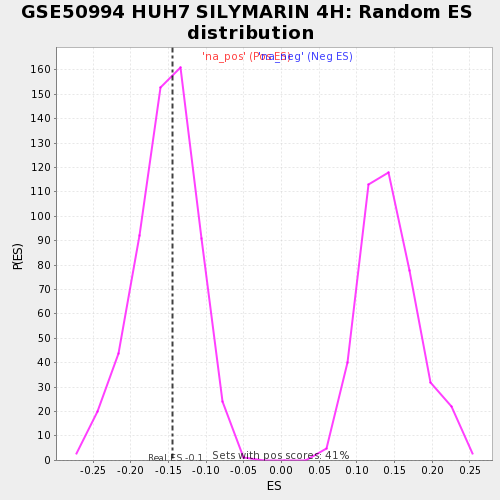 GSE50994 HUH7 SILYMARIN 4H: Random ES
distribution
'na_pos' (Pos ES) 'na_neg' (Neg ES)
160
150
140
130
120
110
100
90
80
70
60
50
40
30
20
10
0
P(ES)
Real ES -0.1
Sets with pos scores: 41%
-0.25 -0.20 -0.15 -0.10 -0.05 0.00 0.05 0.10 0.15 0.20 0.25
ES